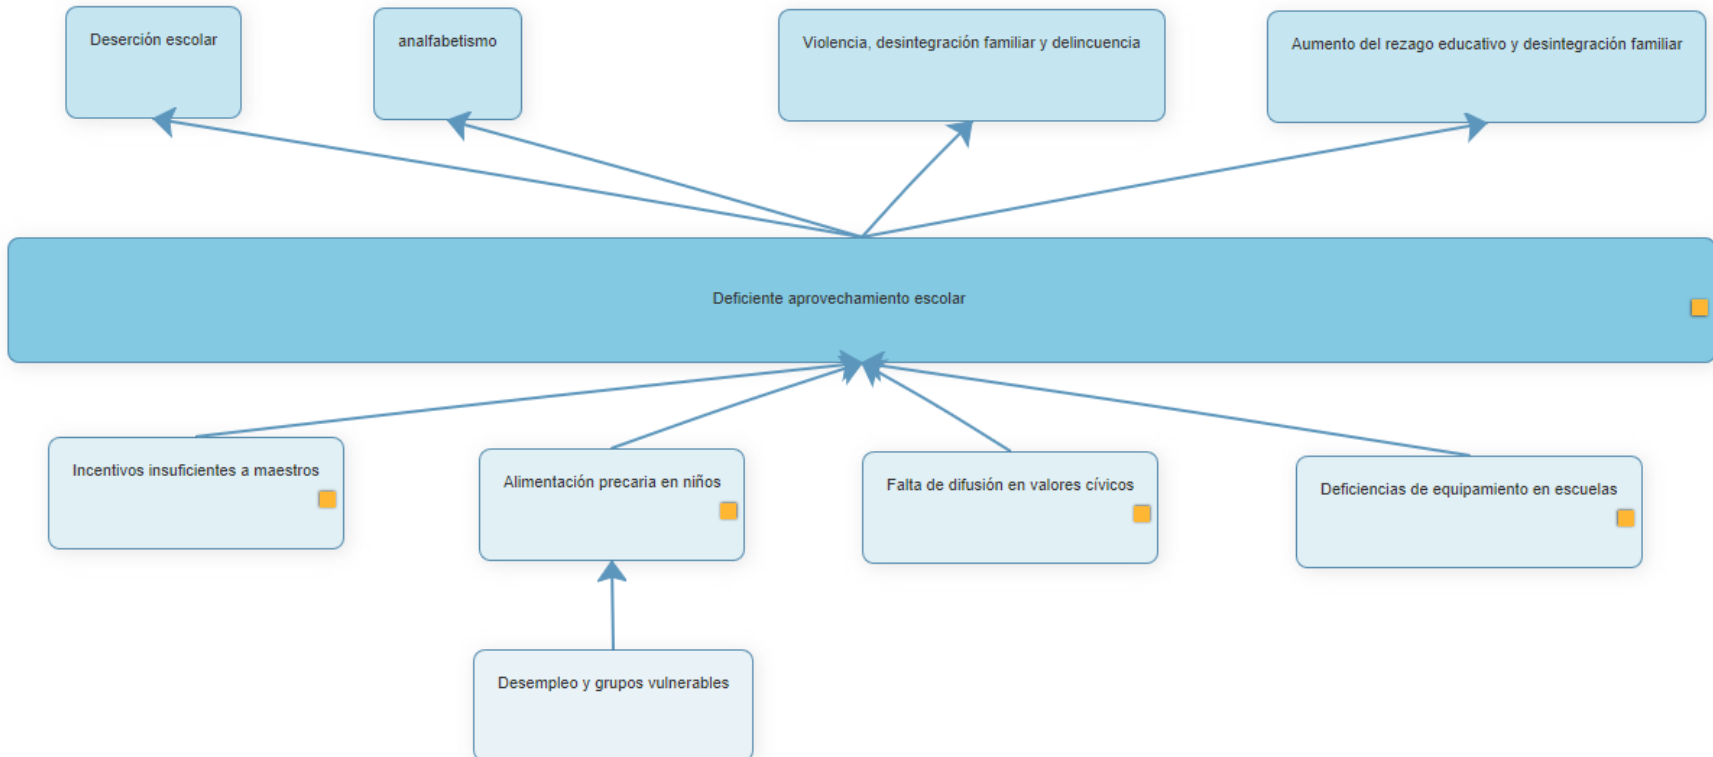 Deserción escolar
analfabetismo
Violencia, desintegración familiar y delincuencia
Aumento del rezago educativo y desintegración familiar
Deficiente aprovechamiento escolar
Incentivos insuficientes a maestros
Alimentación precaria en niños
Falta de difusión en valores cívicos
Deficiencias de equipamiento en escuelas
Desempleo y grupos vulnerables